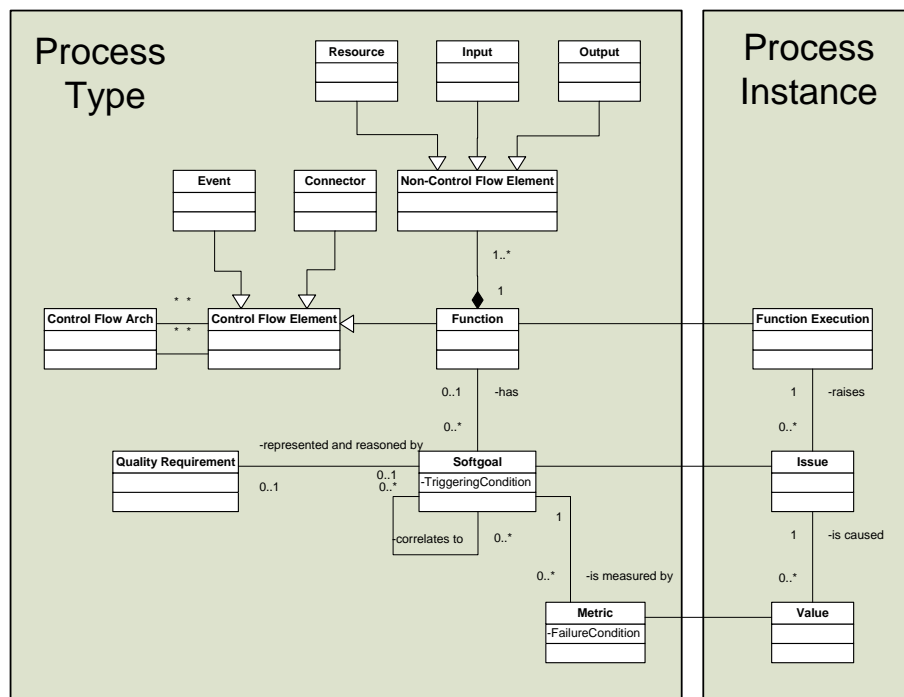 Process
Type
Process
Instance
Resource
Input
Output
Event
Connector
Non-Control Flow Element
1..*
1
* *
* *
Control Flow Arch
Control Flow Element
Function
Function Execution
0..1
-has
0..*
1
-raises
0..*
-represented and reasoned by
Quality Requirement
0..1
0..1
0..*
Softgoal
-TriggeringCondition
Issue
-correlates to
0..*
1
0..*
-is measured by
1
-is caused
0..*
Metric
-FailureCondition
Value